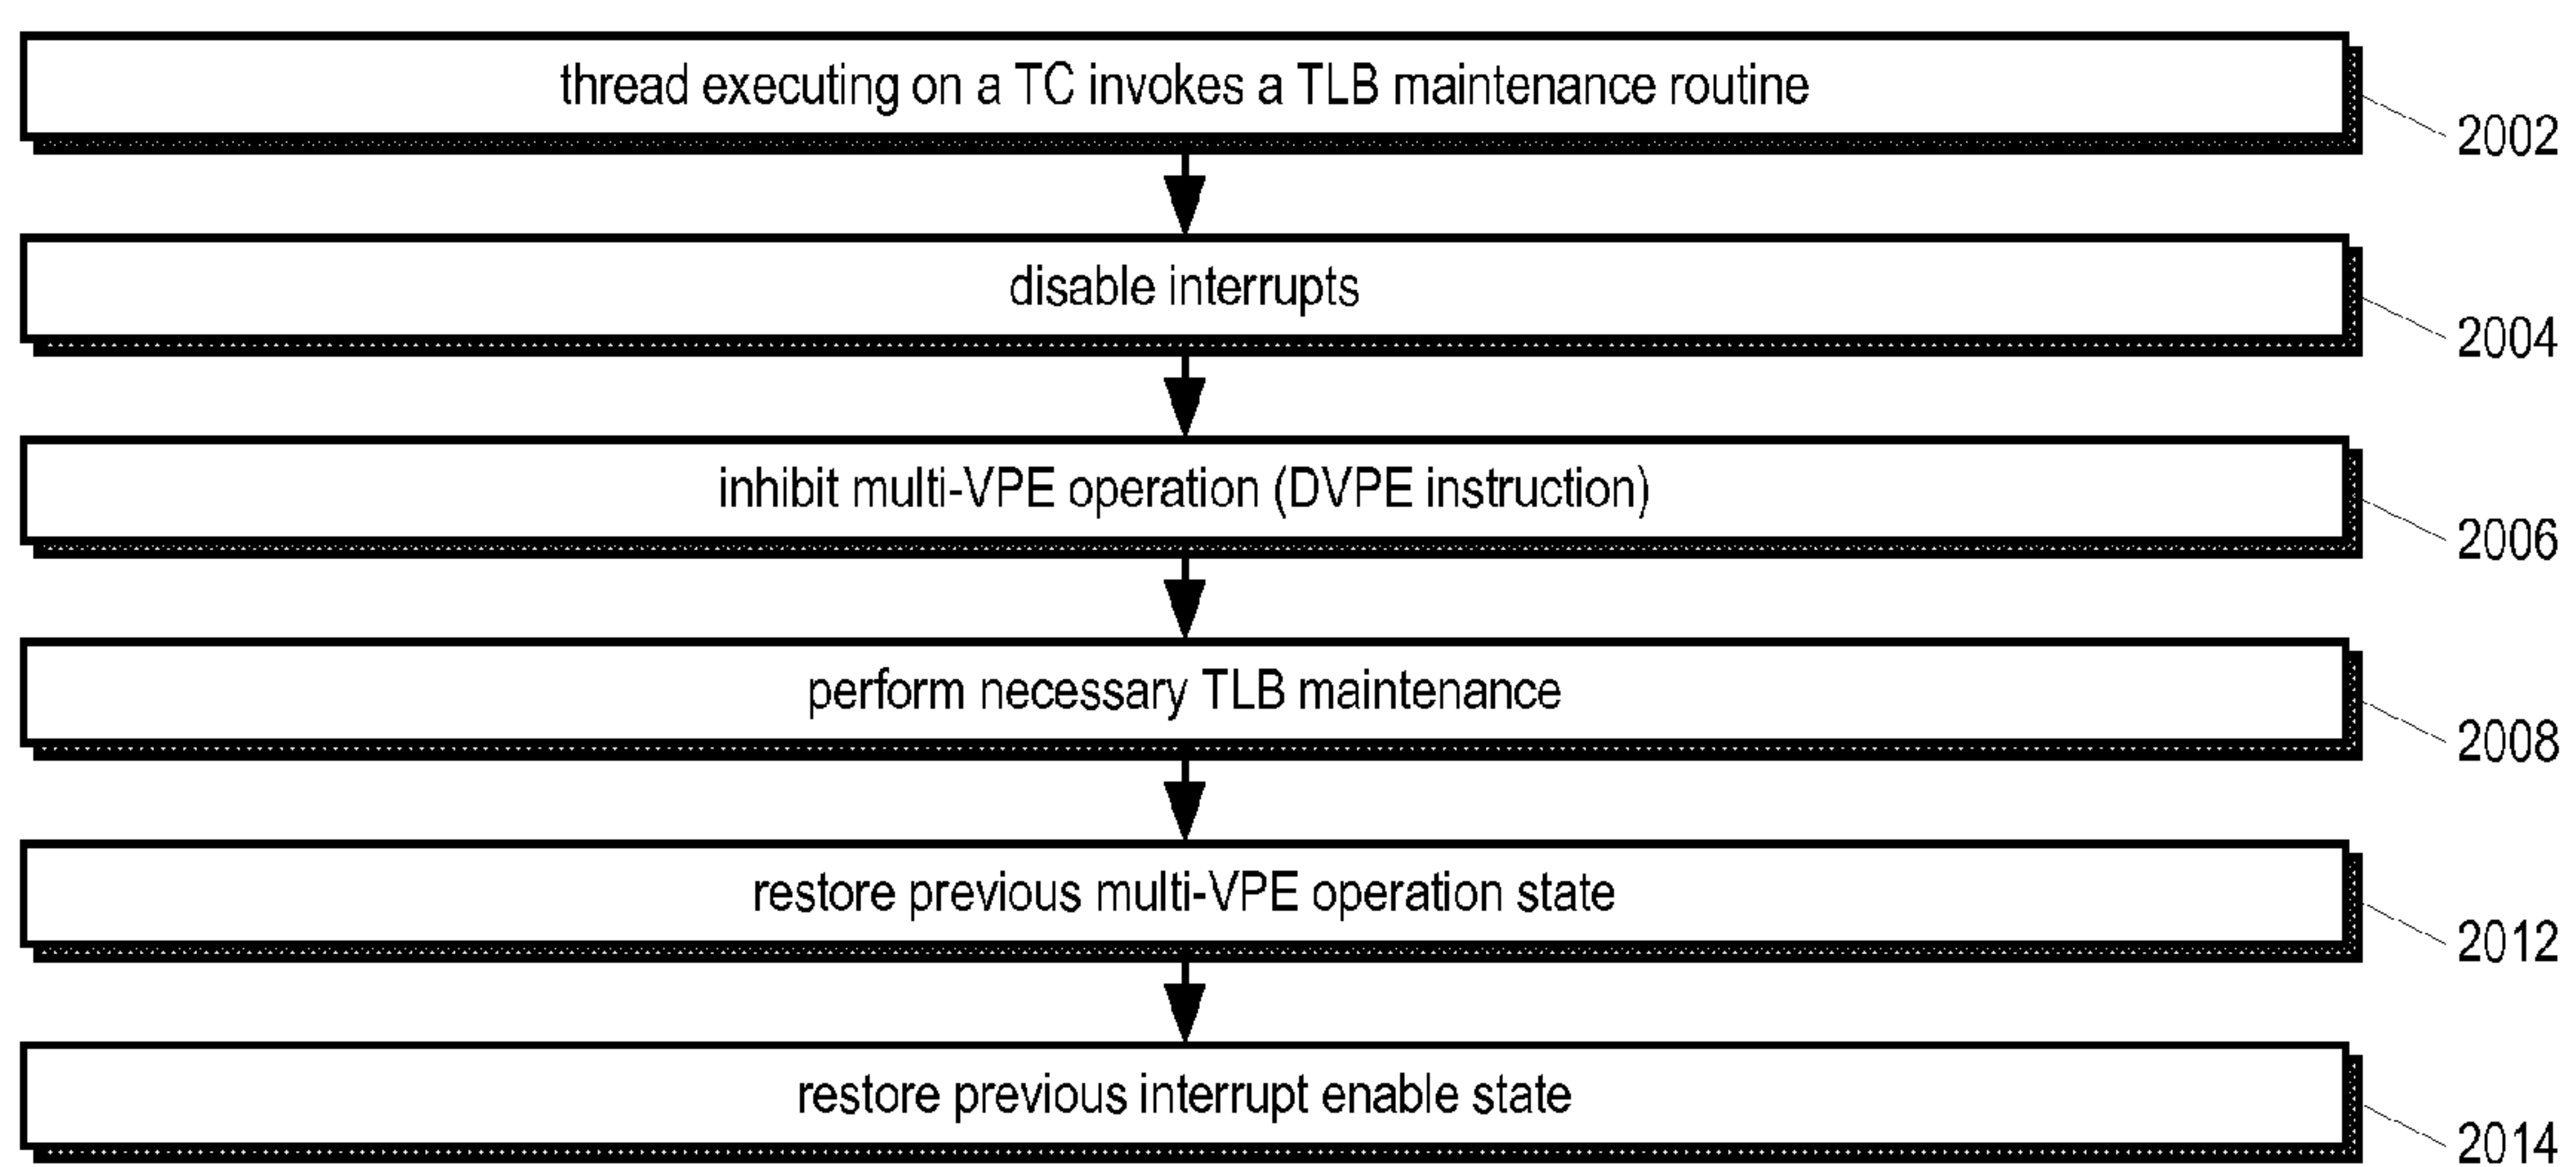 thread executing on a TC invokes a TLB maintenance routine
2002
disable interrupts
2004
inhibit multi-VPE operation (DVPE instruction)
2006
perform necessary TLB maintenance
2008
restore previous multi-VPE operation state
2012
restore previous interrupt enable state
2014